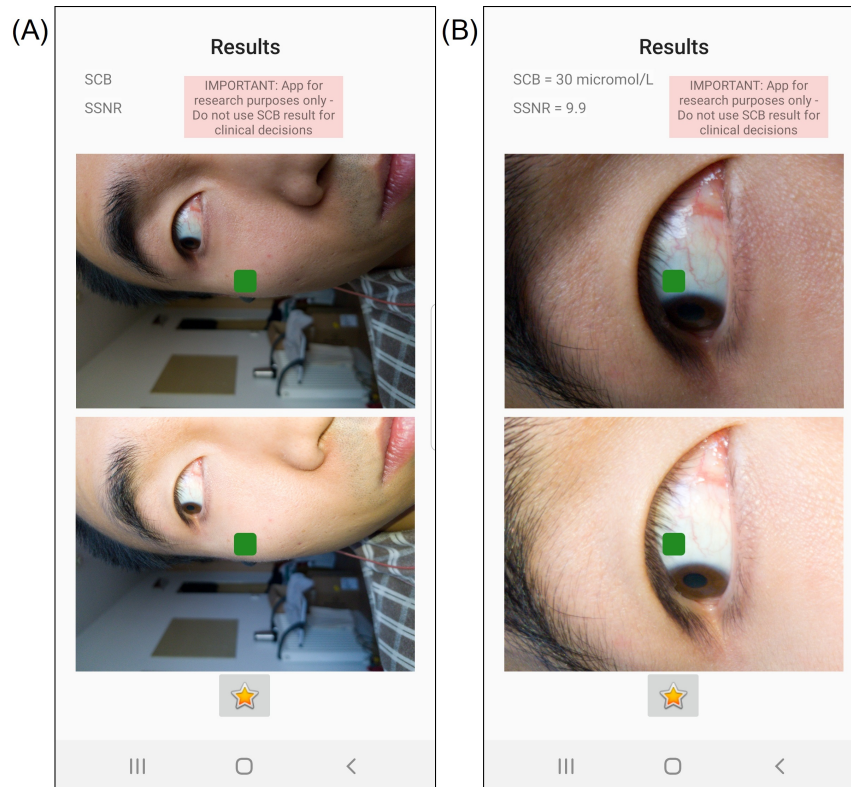 (A)
Results
SCB
SSNR
IMPORTANT: App for
research purposes only -
Do not use SCB result for
clinical decisions
(B)
Results
SCB = 30 micromol/L
SSNR = 9.9
IMPORTANT: App for
research purposes only -
Do not use SCB result for
clinical decisions